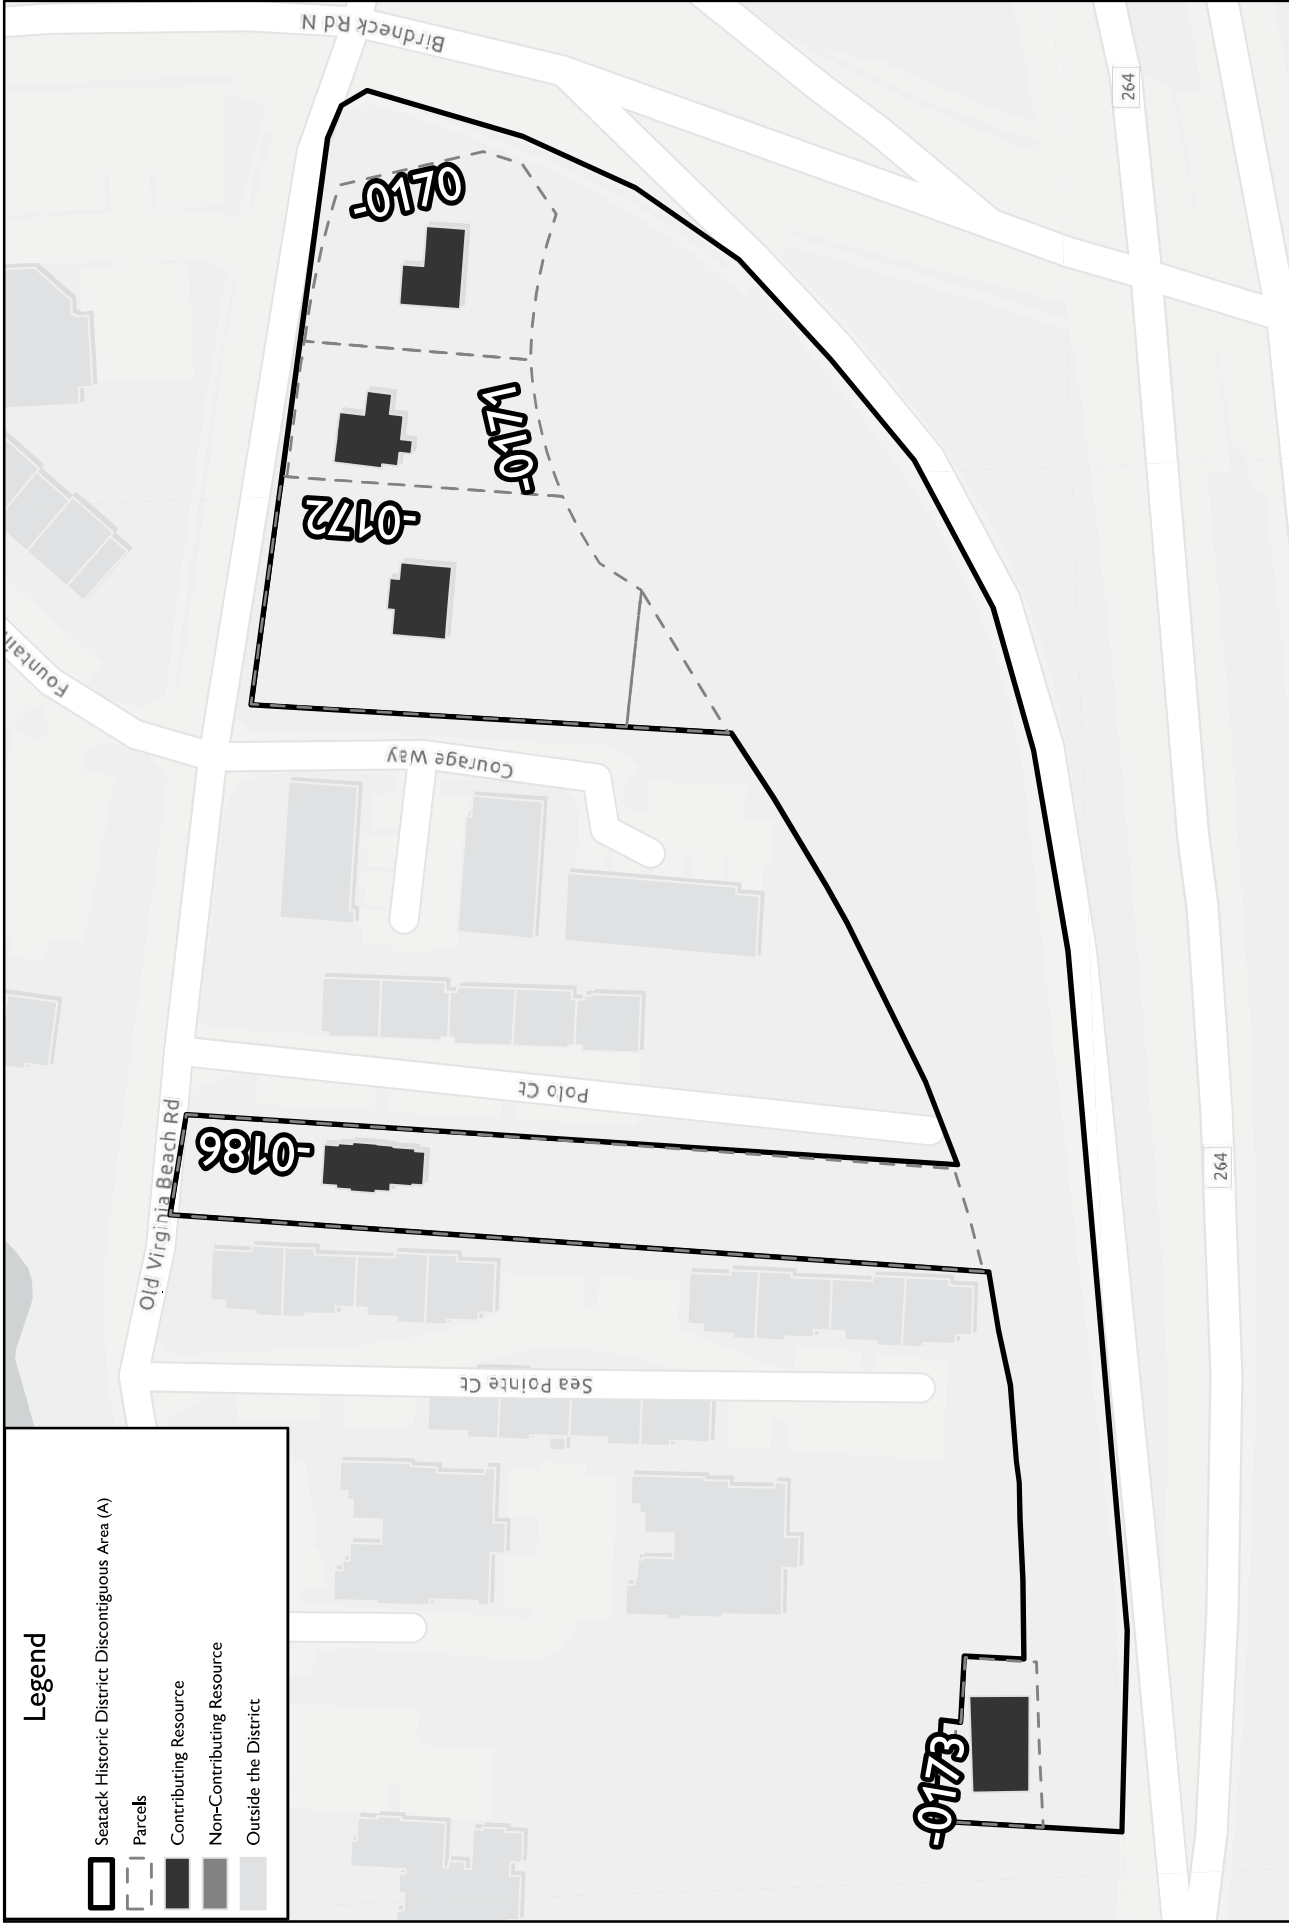 Birdneck Rd N
264
-0170
-0171
-0172
Fountain
Courage Way
Polo Ct
Old Virginia Beach Rd
-0186
264
Sea Pointe Ct
-0173
Legend
Seatack Historic District Discontiguous Area (A)
Parcels
Contributing Resource
Non-Contributing Resource
Outside the District